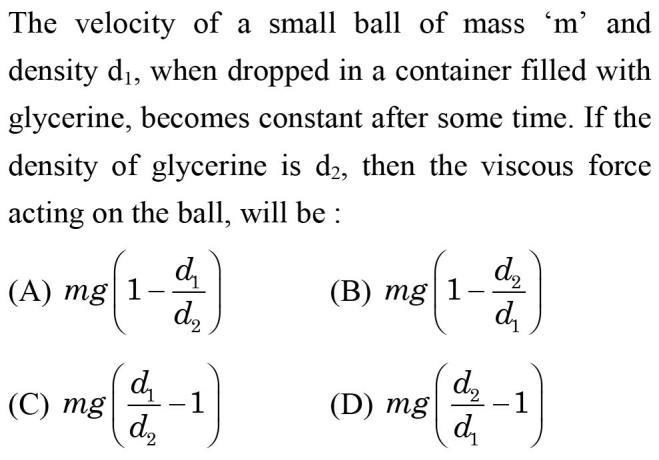 The velocity of a small ball of mass ‘m’ and
density d₁, when dropped in a container filled with
glycerine, becomes constant after some time. If the
density of glycerine is d₂, then the viscous force
acting on the ball, will be :
(A) mg(1 − d₁/d₂) (B) mg(1 − d₂/d₁)
(C) mg(d₁/d₂ − 1) (D) mg(d₂/d₁ − 1)